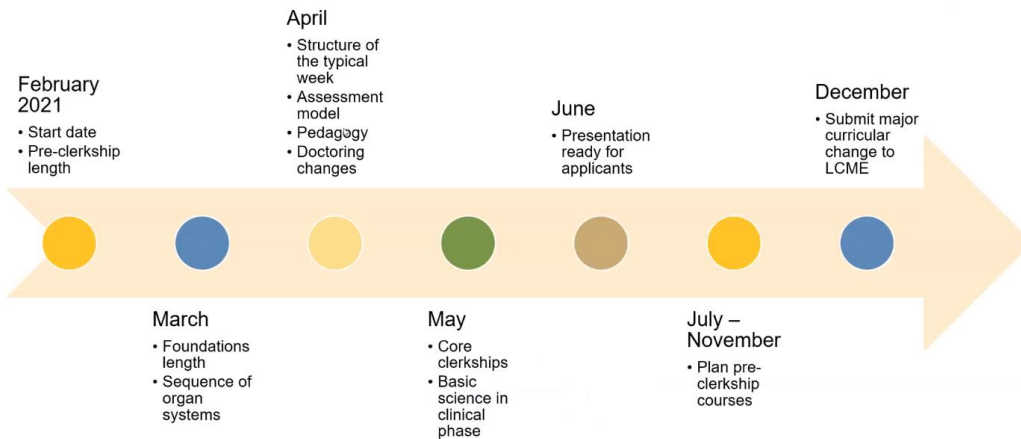 February
2021
• Start date
• Pre-clerkship
length
March
• Foundations
length
• Sequence of
organ
systems
April
• Structure of
the typical
week
• Assessment
model
• Pedagogy
• Doctoring
changes
May
• Core
clerkships
• Basic
science in
clinical
phase
June
• Presentation
ready for
applicants
July –
November
• Plan pre-
clerkship
courses
December
• Submit major
curricular
change to
LCME